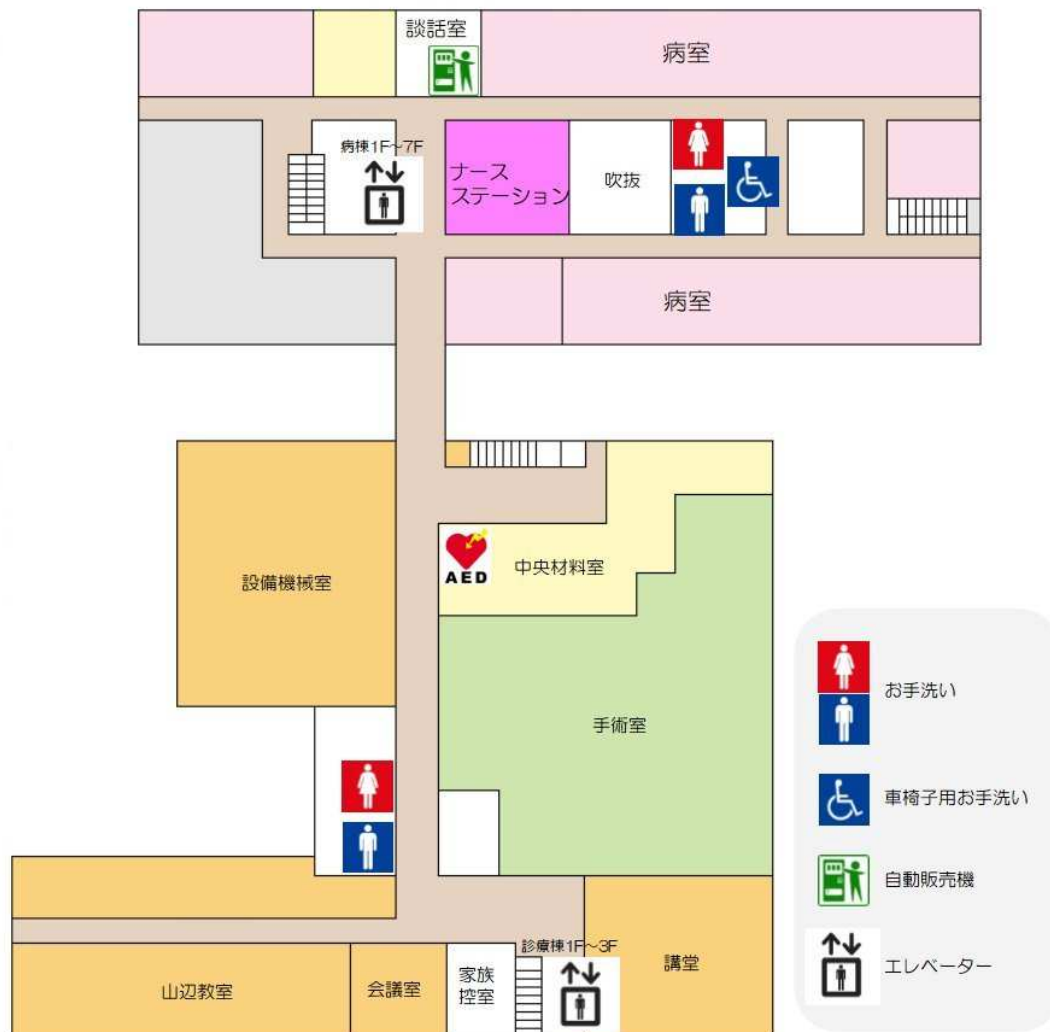 談話室
病室
病棟1F～7F
ナース
ステーション
吹抜
病室
AED
中央材料室
設備機械室
手術室
お手洗い
車椅子用お手洗い
自動販売機
エレベーター
診療棟1F～3F
山辺教室
会議室
家族
控室
講堂